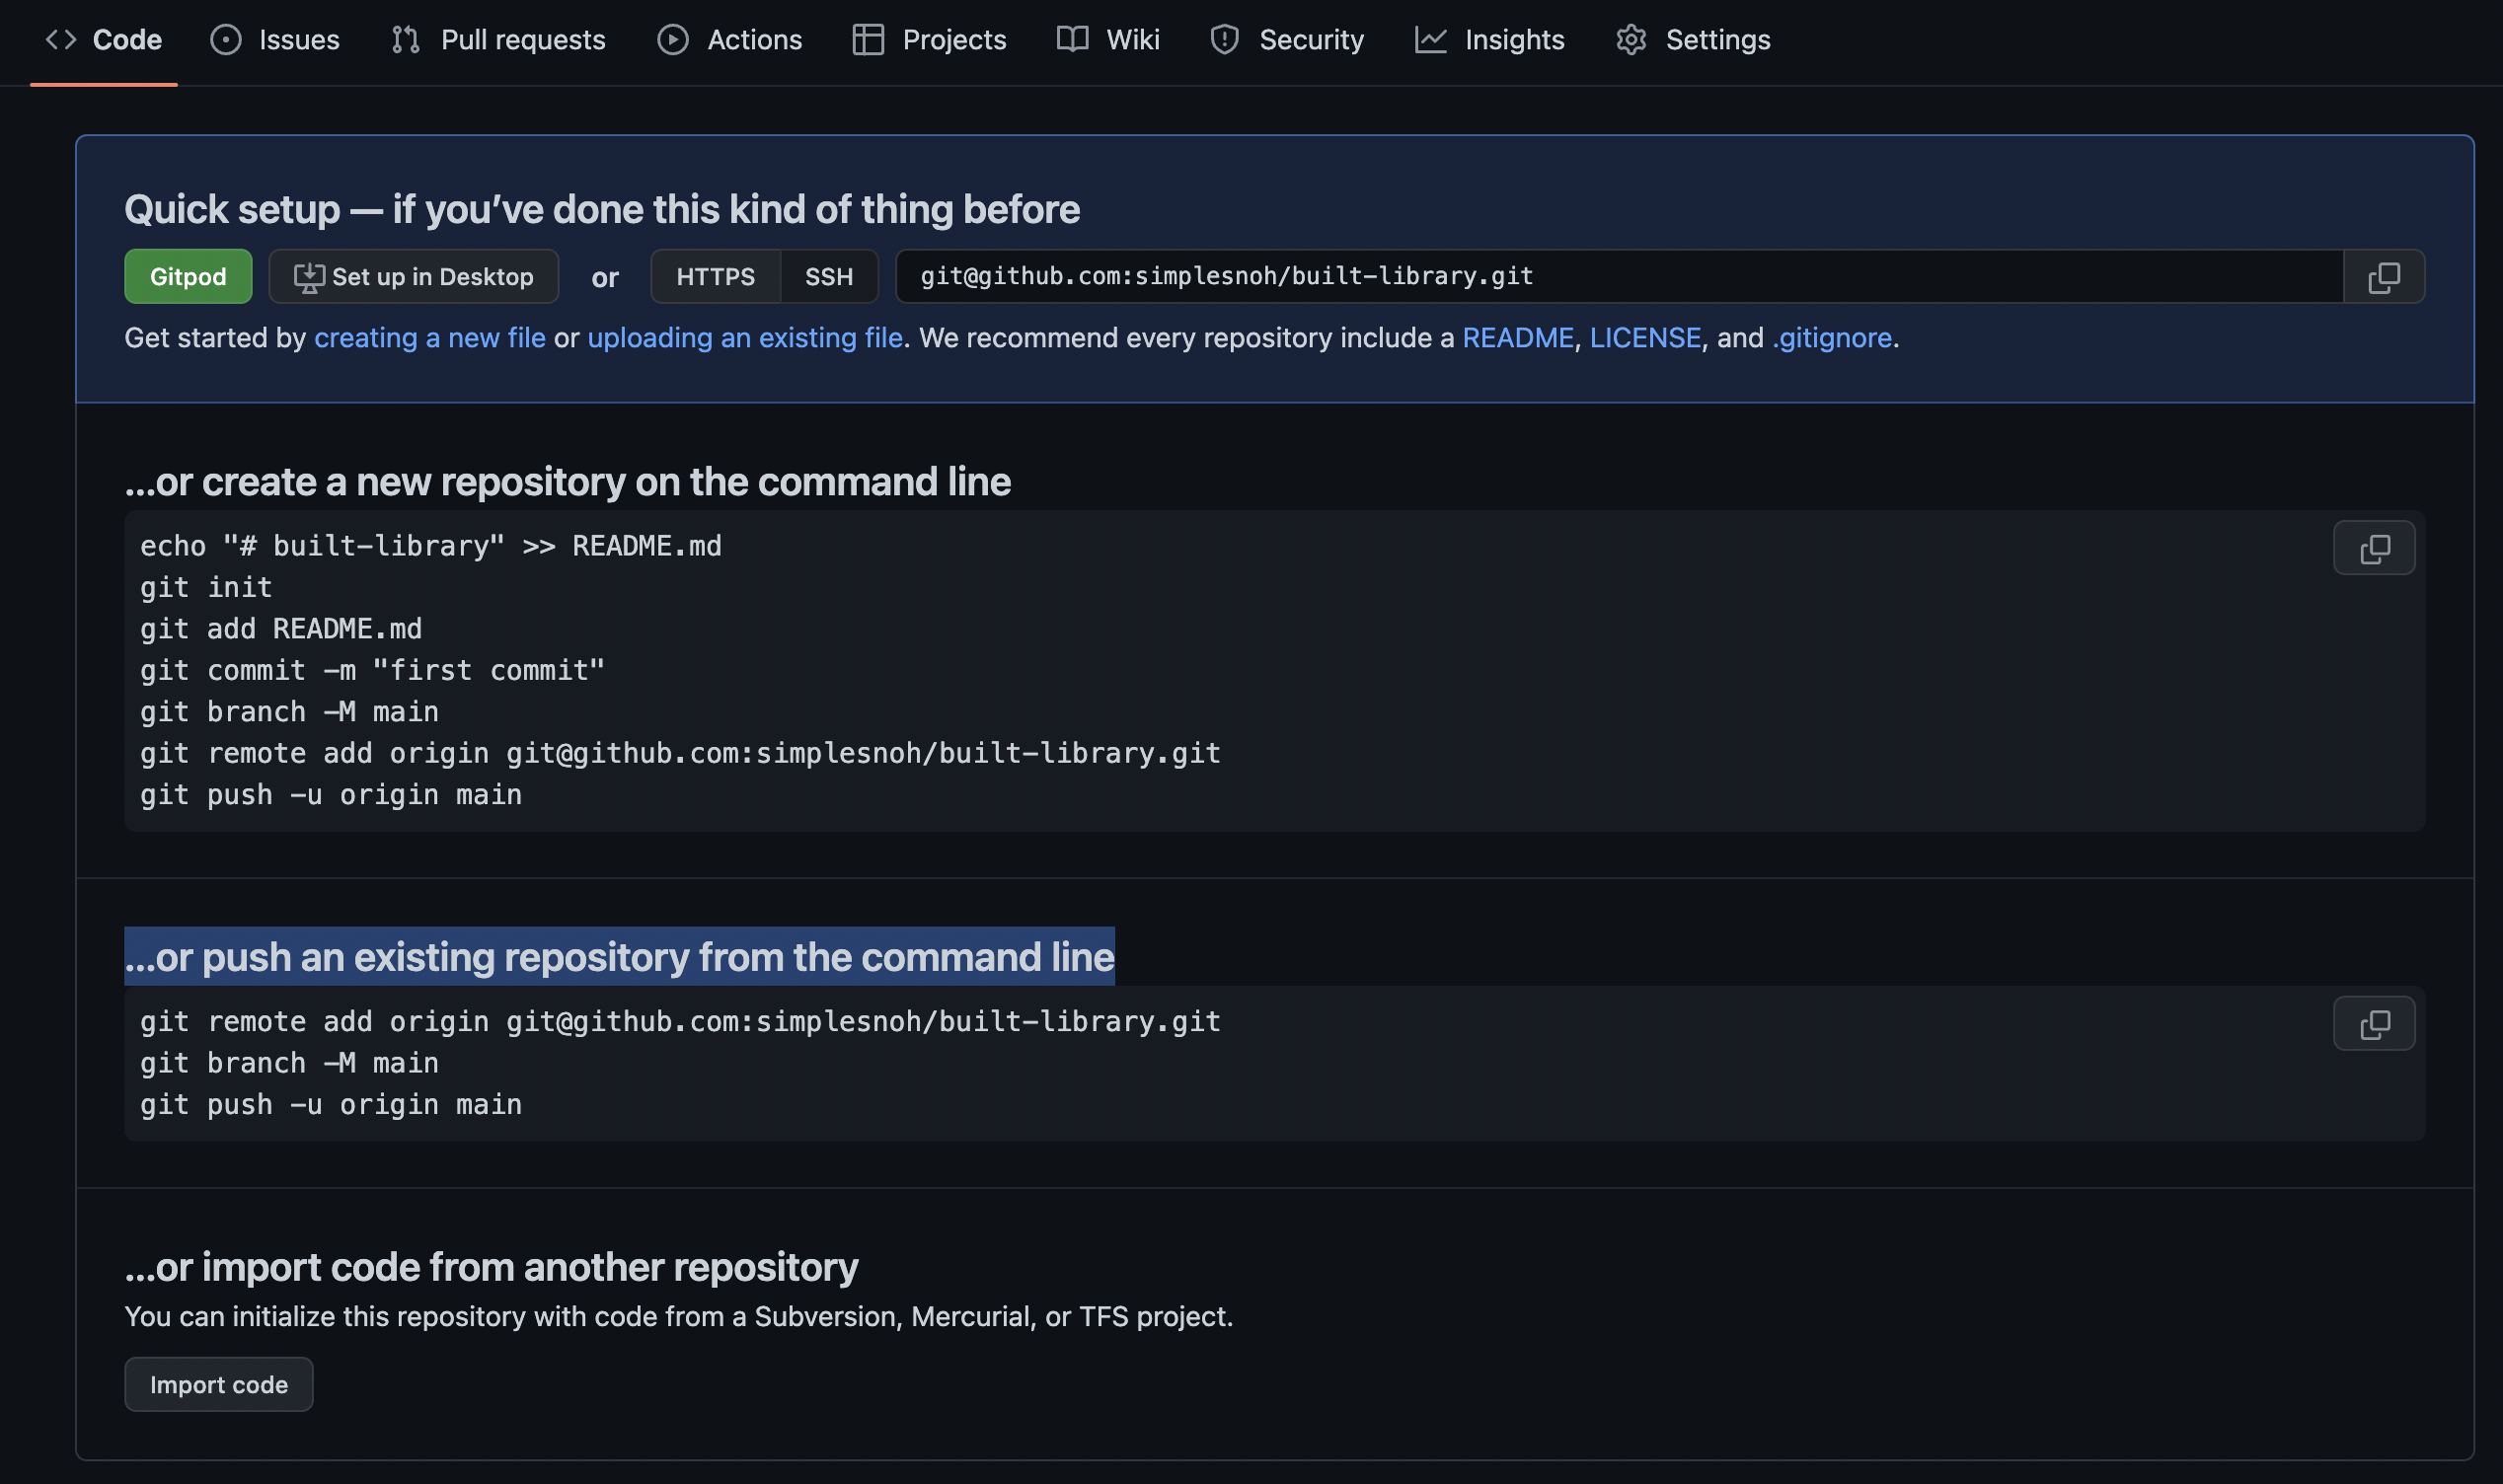 Code Issues Pull requests Actions Projects Wiki Security Insights Settings
Quick setup — if you’ve done this kind of thing before
Gitpod Set up in Desktop or HTTPS SSH git@github.com:simplesnoh/built-library.git
Get started by creating a new file or uploading an existing file. We recommend every repository include a README, LICENSE, and .gitignore.
…or create a new repository on the command line
echo "# built-library" >> README.md
git init
git add README.md
git commit -m "first commit"
git branch -M main
git remote add origin git@github.com:simplesnoh/built-library.git
git push -u origin main
…or push an existing repository from the command line
git remote add origin git@github.com:simplesnoh/built-library.git
git branch -M main
git push -u origin main
…or import code from another repository
You can initialize this repository with code from a Subversion, Mercurial, or TFS project.
Import code